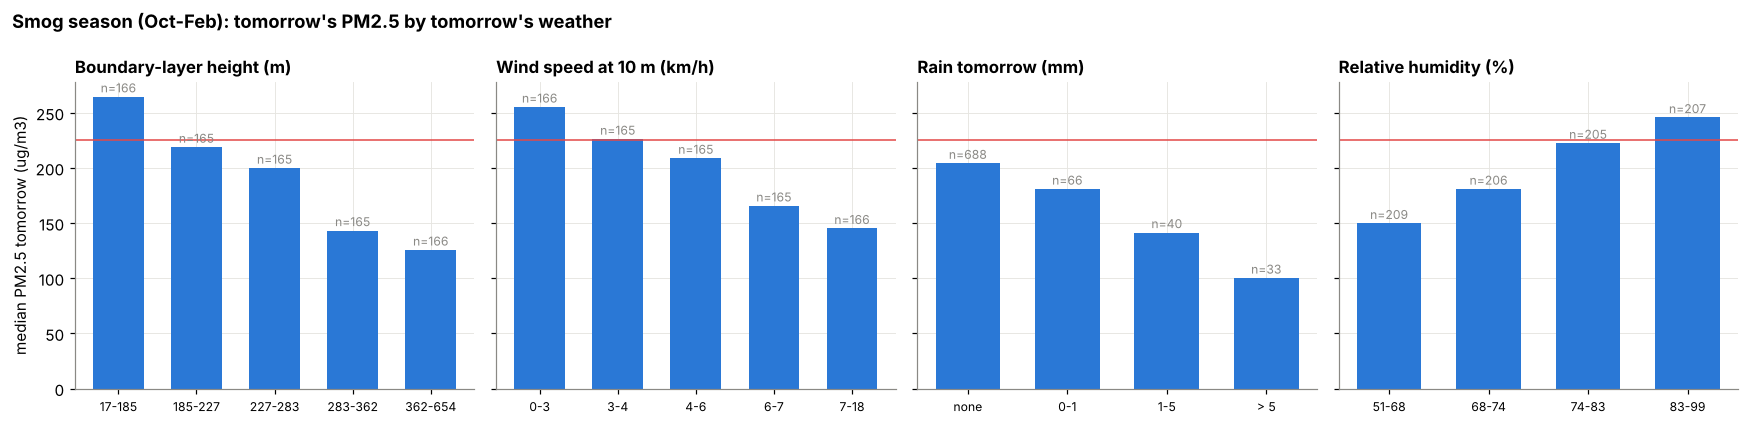 Smog season (Oct-Feb): tomorrow's PM2.5 by tomorrow's weather
Boundary-layer height (m)
median PM2.5 tomorrow (ug/m3)
250
200
150
100
50
0
n=166
n=165
n=165
n=165
n=166
17-185
185-227
227-283
283-362
362-654
Wind speed at 10 m (km/h)
n=166
n=165
n=165
n=165
n=166
0-3
3-4
4-6
6-7
7-18
Rain tomorrow (mm)
n=688
n=66
n=40
n=33
none
0-1
1-5
> 5
Relative humidity (%)
n=209
n=206
n=205
n=207
51-68
68-74
74-83
83-99